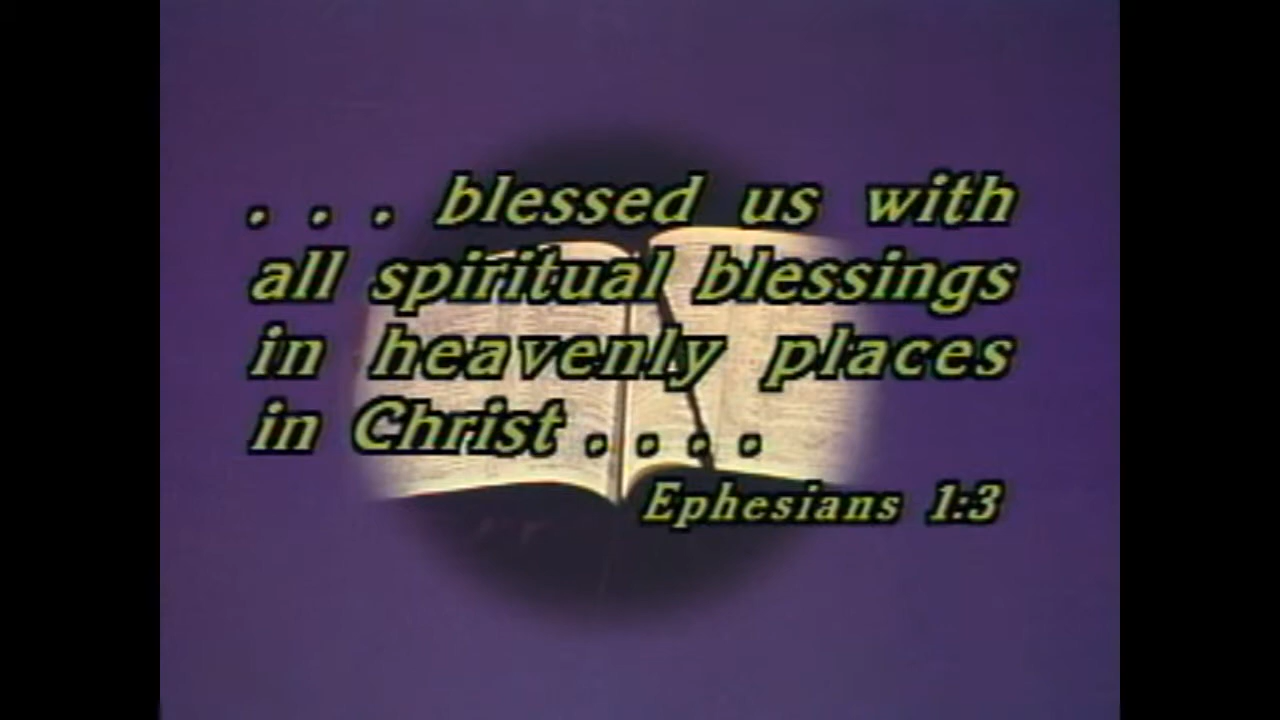 . . . blessed us with
all spiritual blessings
in heavenly places
in Christ . . . .
Ephesians 1:3